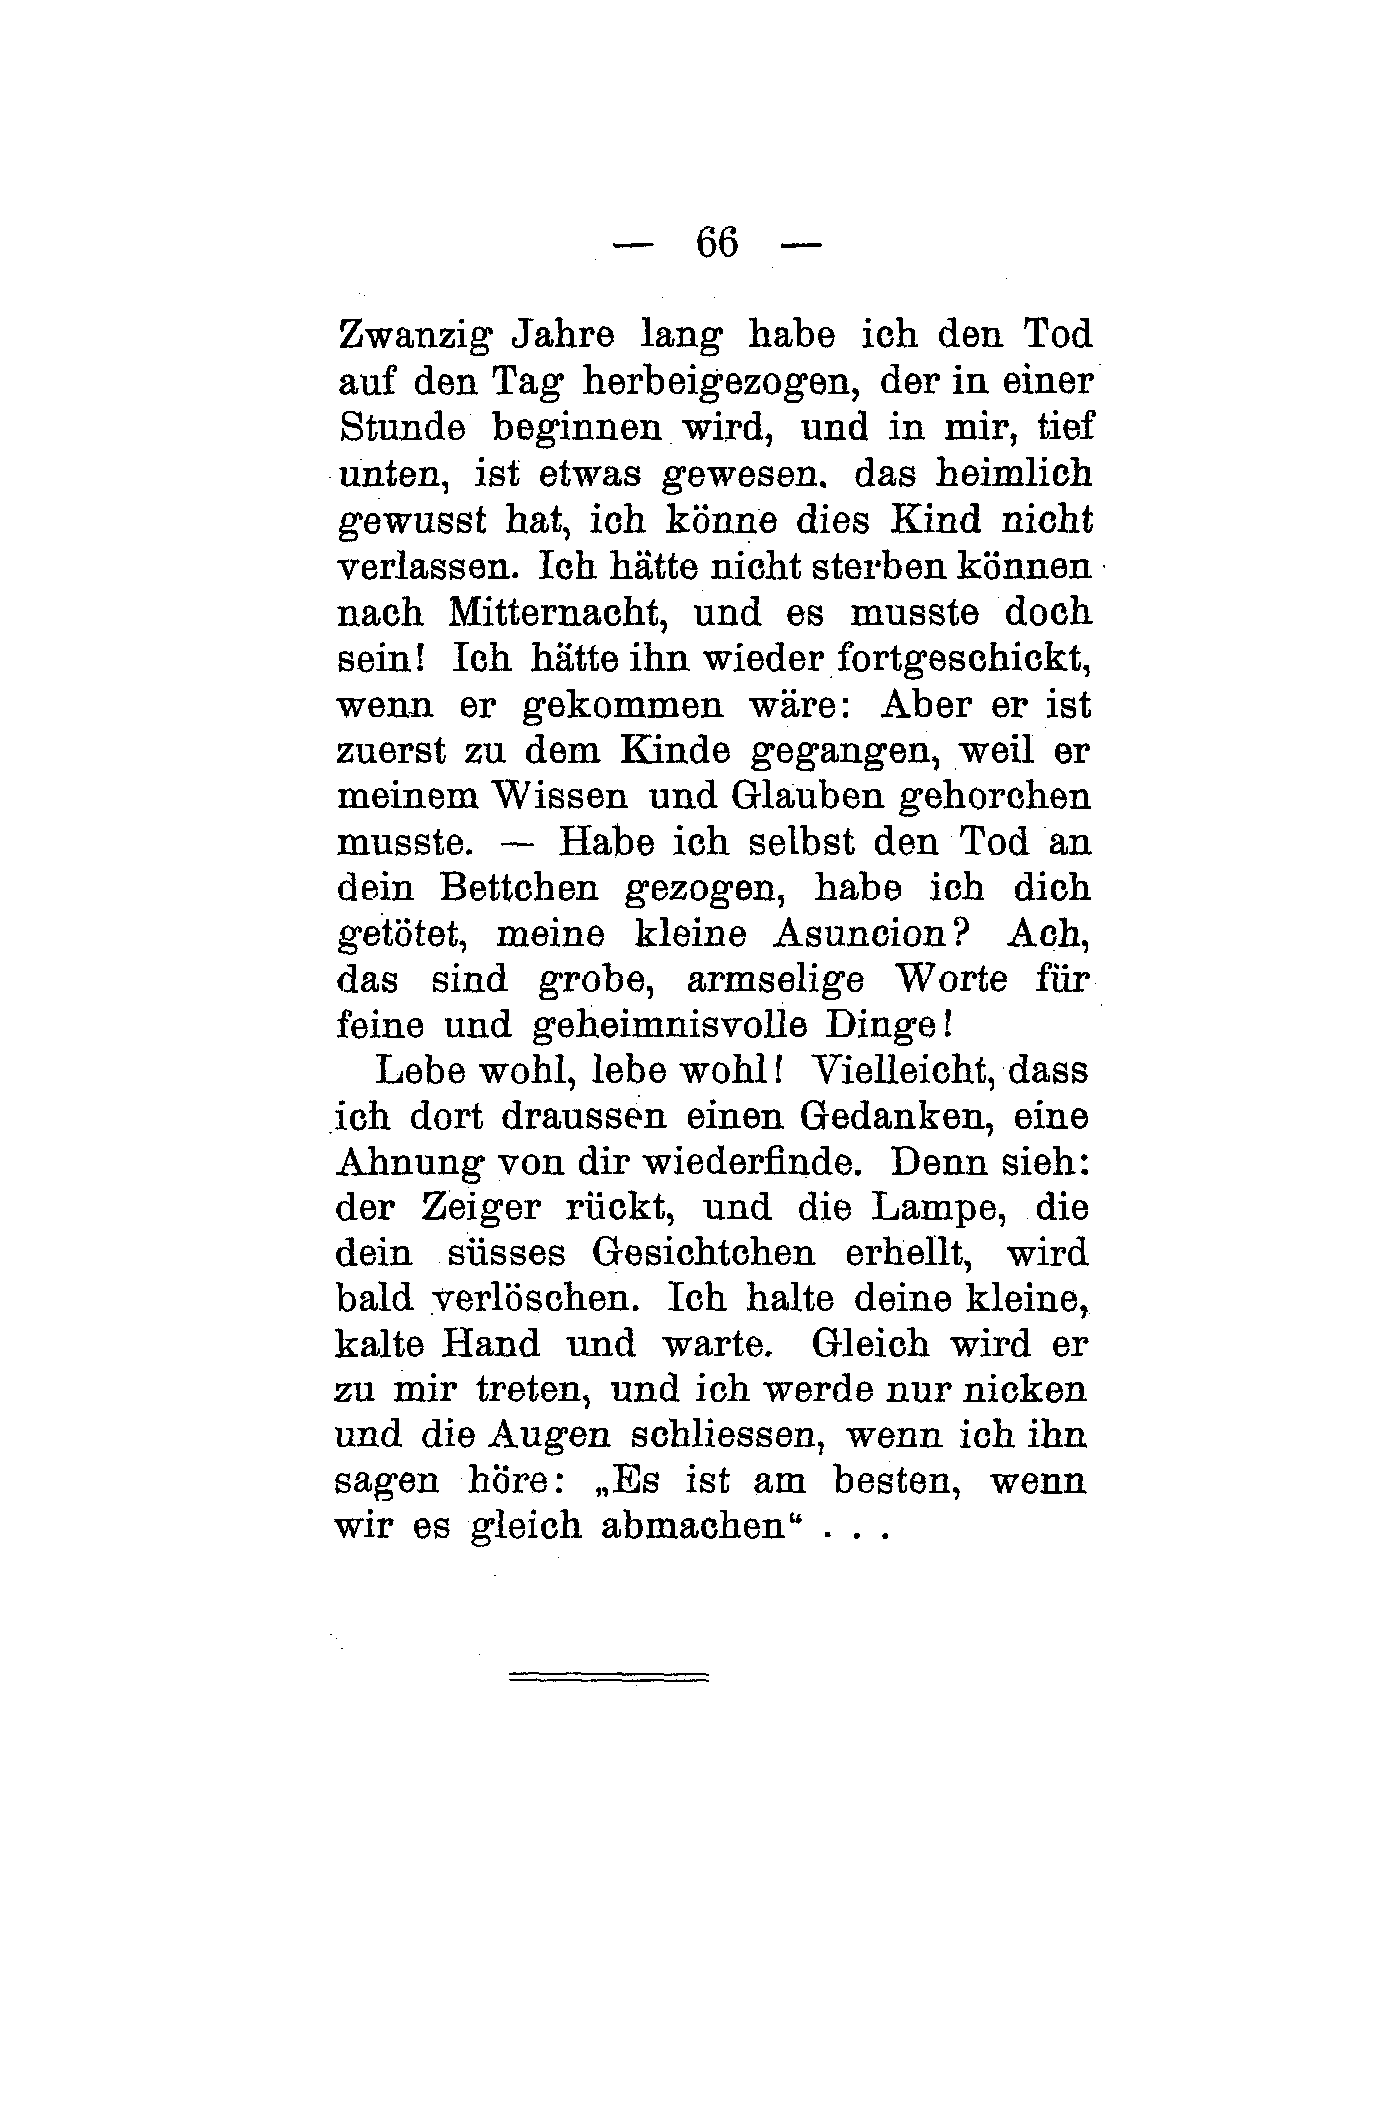 — 66 —
Zwanzig Jahre lang habe ich den Tod
auf den Tag herbeigezogen, der in einer
Stunde beginnen wird, und in mir, tief
unten, ist etwas gewesen. das heimlich
gewusst hat, ich könne dies Kind nicht
verlassen. Ich hätte nicht sterben können
nach Mitternacht, und es musste doch
sein! Ich hätte ihn wieder fortgeschickt,
wenn er gekommen wäre: Aber er ist
zuerst zu dem Kinde gegangen, weil er
meinem Wissen und Glauben gehorchen
musste. — Habe ich selbst den Tod an
dein Bettchen gezogen, habe ich dich
getötet, meine kleine Asuncion? Ach,
das sind grobe, armselige Worte für
feine und geheimnisvolle Dinge!
Lebe wohl, lebe wohl! Vielleicht, dass
ich dort draussen einen Gedanken, eine
Ahnung von dir wiederfinde. Denn sieh:
der Zeiger rückt, und die Lampe, die
dein süsses Gesichtchen erhellt, wird
bald verlöschen. Ich halte deine kleine,
kalte Hand und warte. Gleich wird er
zu mir treten, und ich werde nur nicken
und die Augen schliessen, wenn ich ihn
sagen höre: „Es ist am besten, wenn
wir es gleich abmachen“ . . .